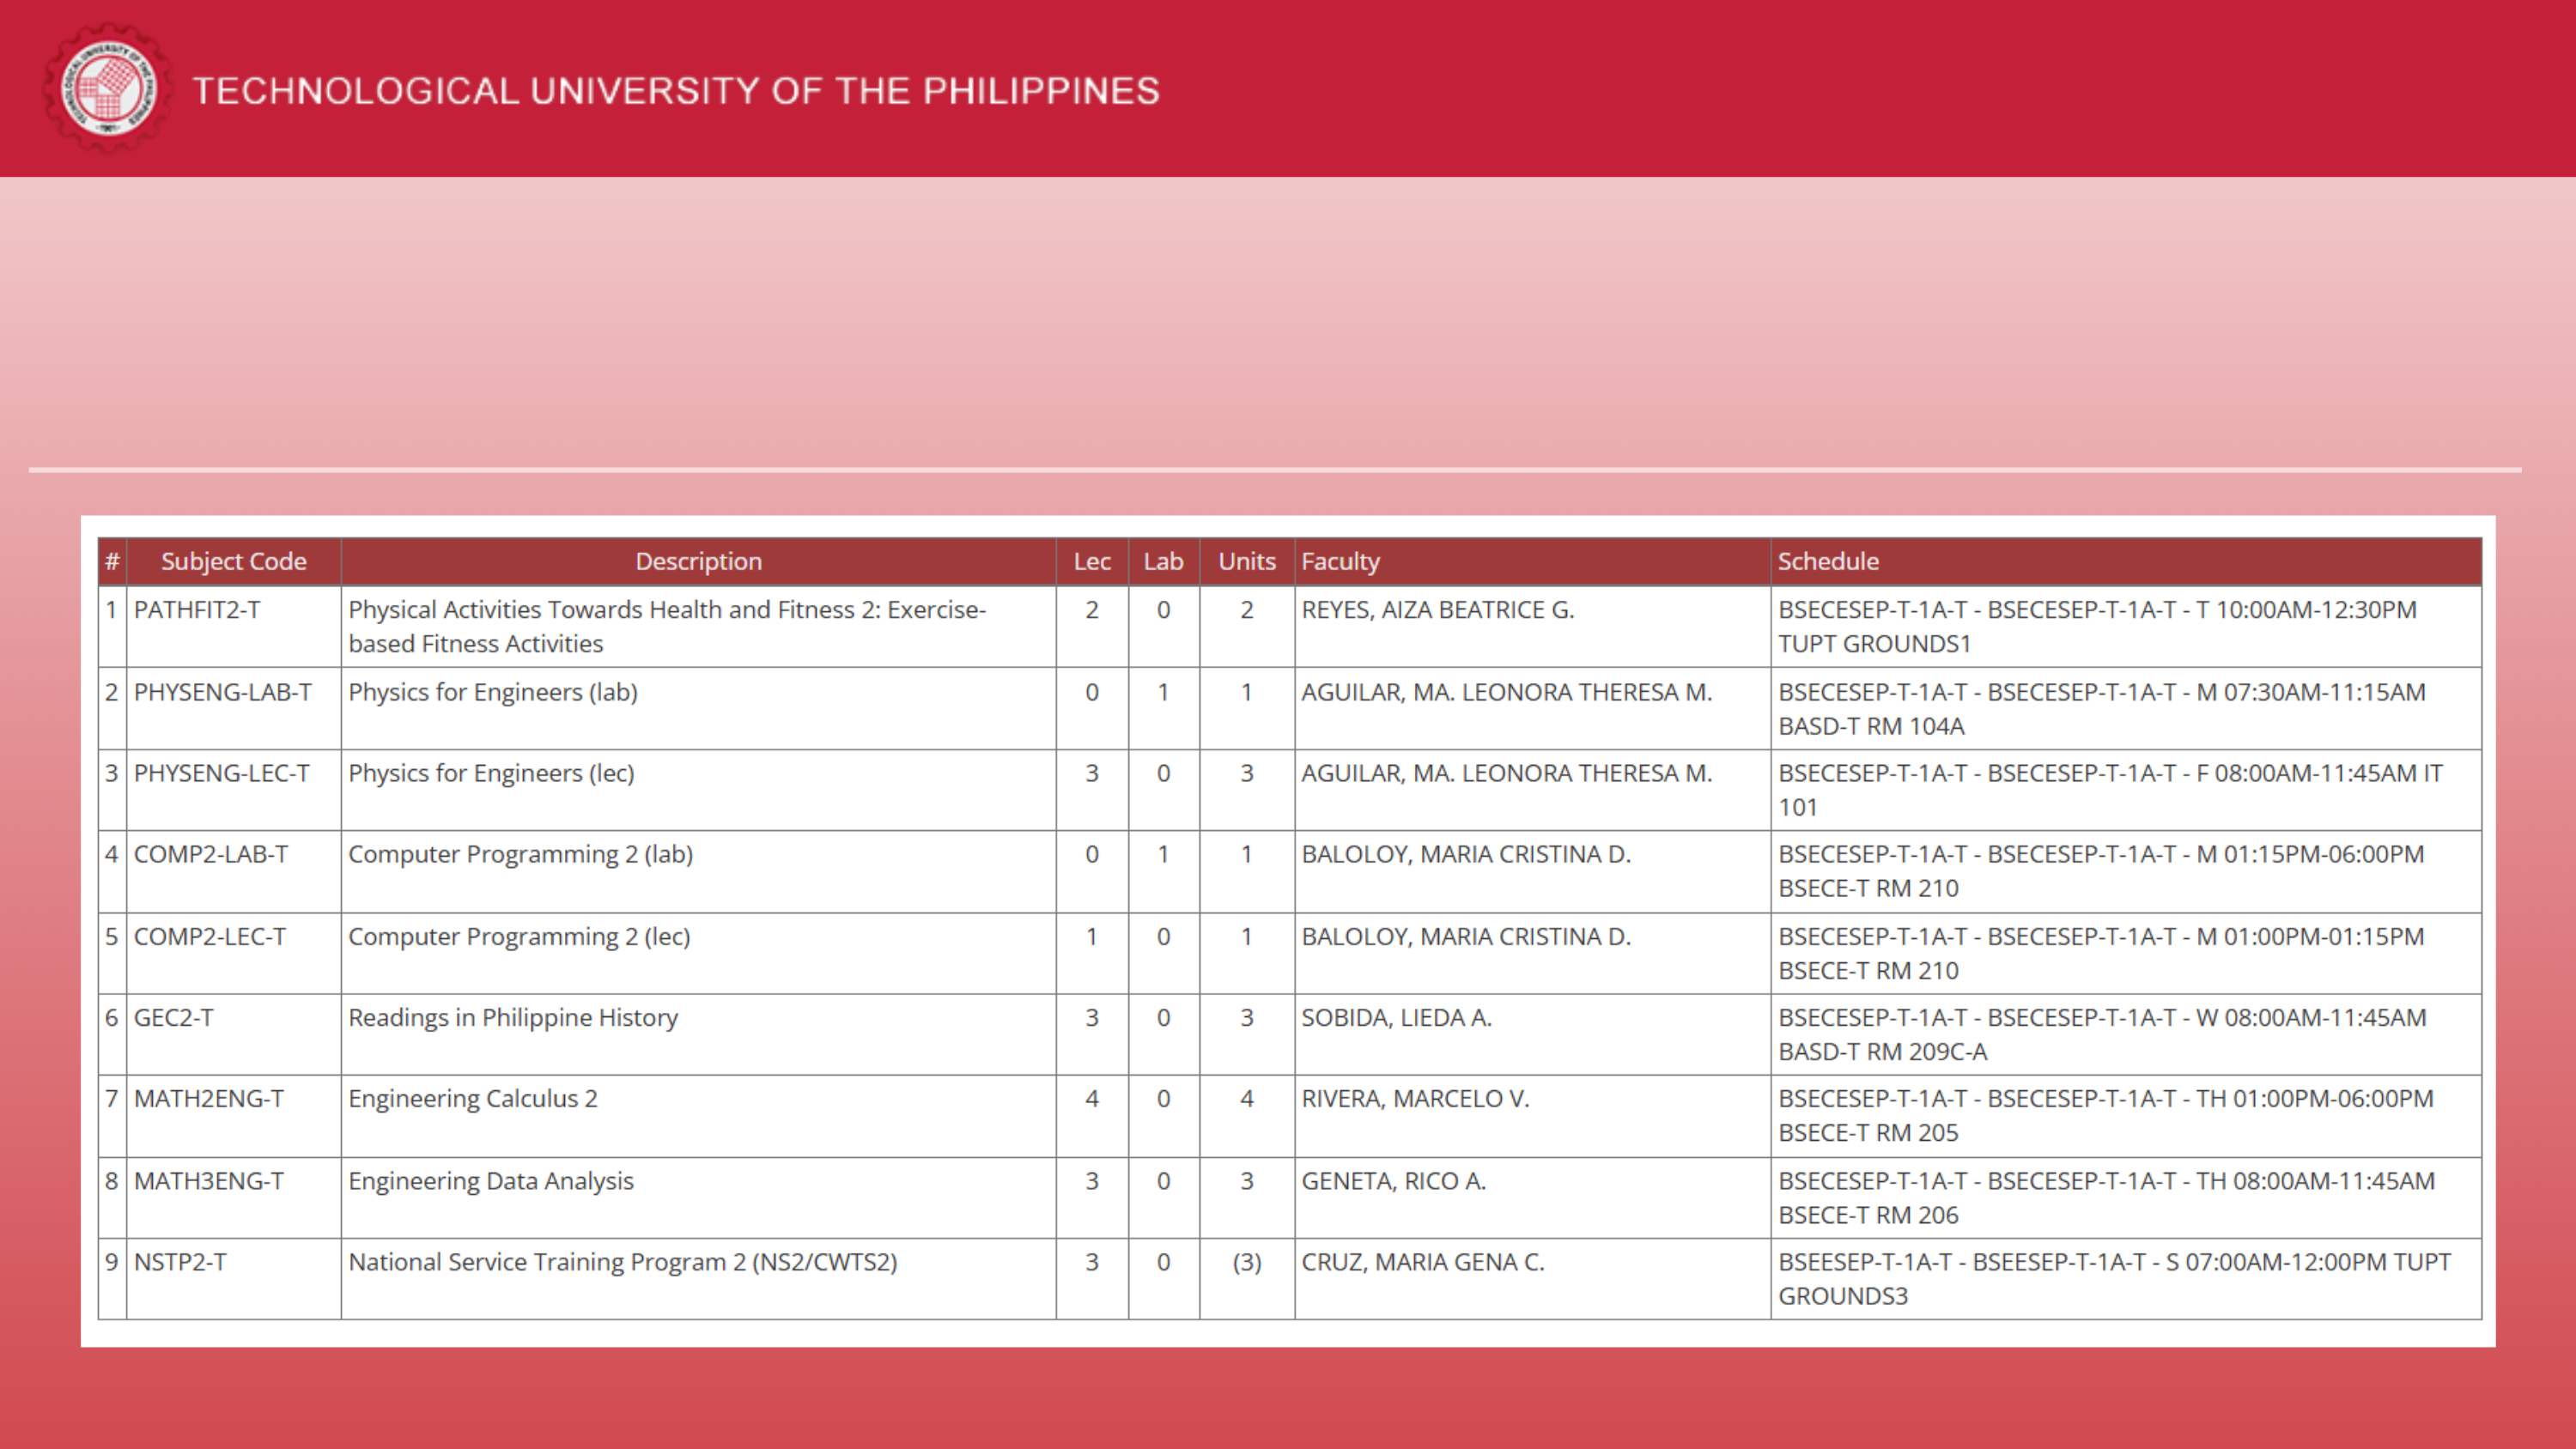 TECHNOLOGICAL UNIVERSITY OF THE PHILIPPINES
TECHNOLOGICAL UNIVERSITY OF THE PHILIPPINES
1901
# Subject Code Description Lec Lab Units Faculty Schedule
1 PATHFIT2-T Physical Activities Towards Health and Fitness 2: Exercise- 2 0 2 REYES, AIZA BEATRICE G. BSECESEP-T-1A-T - BSECESEP-T-1A-T - T 10:00AM-12:30PM
based Fitness Activities TUPT GROUNDS1
2 PHYSENG-LAB-T Physics for Engineers (lab) 0 1 1 AGUILAR, MA. LEONORA THERESA M. BSECESEP-T-1A-T - BSECESEP-T-1A-T - M 07:30AM-11:15AM
BASD-T RM 104A
3 PHYSENG-LEC-T Physics for Engineers (lec) 3 0 3 AGUILAR, MA. LEONORA THERESA M. BSECESEP-T-1A-T - BSECESEP-T-1A-T - F 08:00AM-11:45AM IT
101
4 COMP2-LAB-T Computer Programming 2 (lab) 0 1 1 BALOLOY, MARIA CRISTINA D. BSECESEP-T-1A-T - BSECESEP-T-1A-T - M 01:15PM-06:00PM
BSECE-T RM 210
5 COMP2-LEC-T Computer Programming 2 (lec) 1 0 1 BALOLOY, MARIA CRISTINA D. BSECESEP-T-1A-T - BSECESEP-T-1A-T - M 01:00PM-01:15PM
BSECE-T RM 210
6 GEC2-T Readings in Philippine History 3 0 3 SOBIDA, LIEDA A. BSECESEP-T-1A-T - BSECESEP-T-1A-T - W 08:00AM-11:45AM
BASD-T RM 209C-A
7 MATH2ENG-T Engineering Calculus 2 4 0 4 RIVERA, MARCELO V. BSECESEP-T-1A-T - BSECESEP-T-1A-T - TH 01:00PM-06:00PM
BSECE-T RM 205
8 MATH3ENG-T Engineering Data Analysis 3 0 3 GENETA, RICO A. BSECESEP-T-1A-T - BSECESEP-T-1A-T - TH 08:00AM-11:45AM
BSECE-T RM 206
9 NSTP2-T National Service Training Program 2 (NS2/CWTS2) 3 0 (3) CRUZ, MARIA GENA C. BSEESEP-T-1A-T - BSEESEP-T-1A-T - S 07:00AM-12:00PM TUPT
GROUNDS3